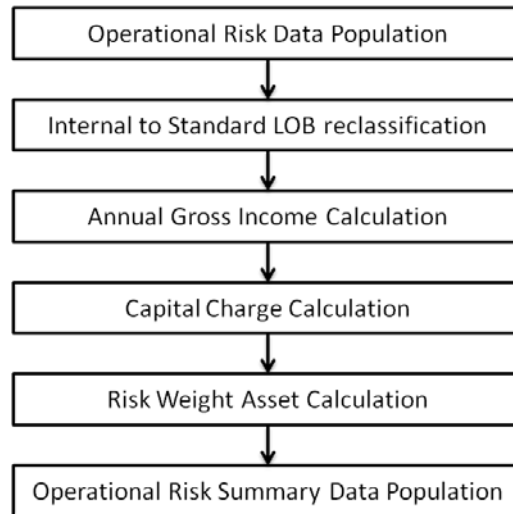 Operational Risk Data Population
Internal to Standard LOB reclassification
Annual Gross Income Calculation
Capital Charge Calculation
Risk Weight Asset Calculation
Operational Risk Summary Data Population